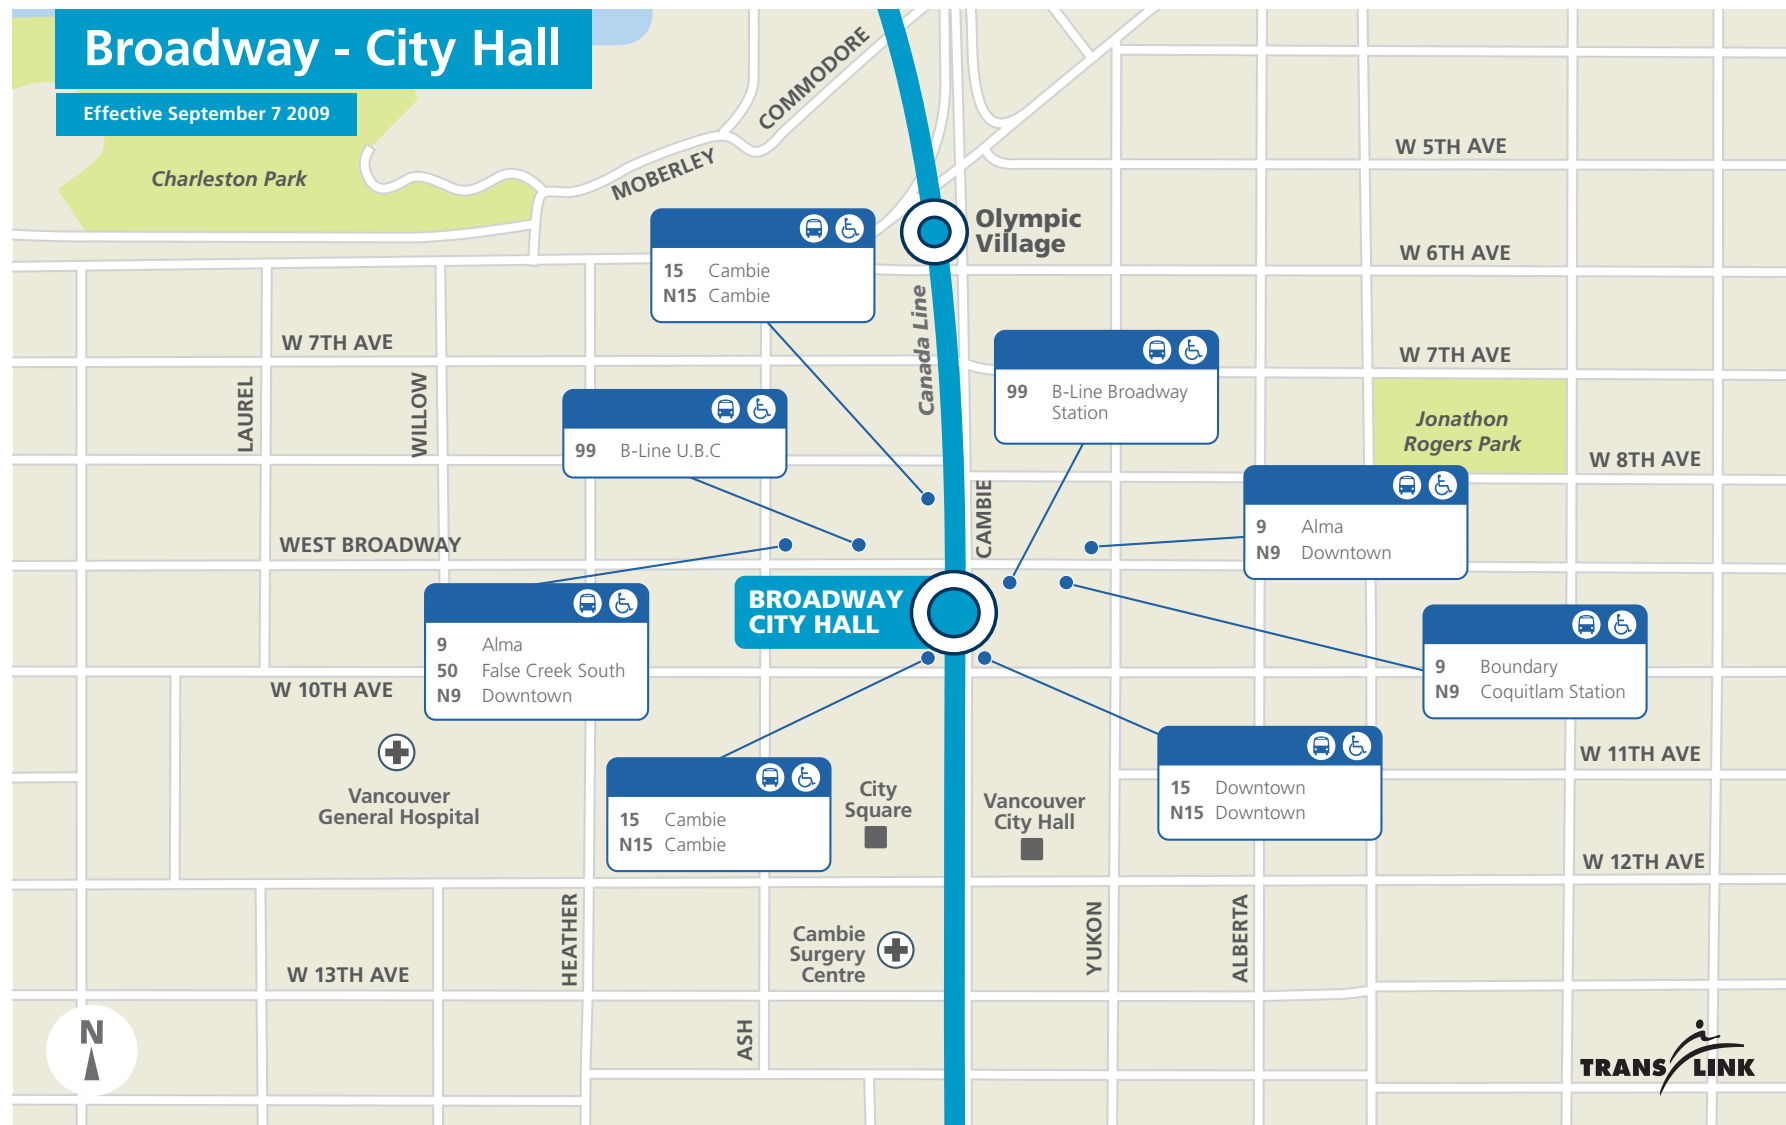 Broadway - City Hall
Effective September 7 2009
Charleston Park
COMMODORE
MOBERLEY
W 5TH AVE
Olympic
Village
W 6TH AVE
15 Cambie
N15 Cambie
Canada Line
W 7TH AVE
W 7TH AVE
99 B-Line Broadway
Station
LAUREL
WILLOW
99 B-Line U.B.C
Jonathon
Rogers Park
W 8TH AVE
CAMBIE
WEST BROADWAY
9 Alma
N9 Downtown
BROADWAY
CITY HALL
9 Alma
50 False Creek South
N9 Downtown
9 Boundary
N9 Coquitlam Station
W 10TH AVE
W 11TH AVE
Vancouver
General Hospital
15 Cambie
N15 Cambie
City
Square
Vancouver
City Hall
15 Downtown
N15 Downtown
W 12TH AVE
HEATHER
Cambie
Surgery
Centre
YUKON
ALBERTA
W 13TH AVE
N
ASH
TRANSLINK